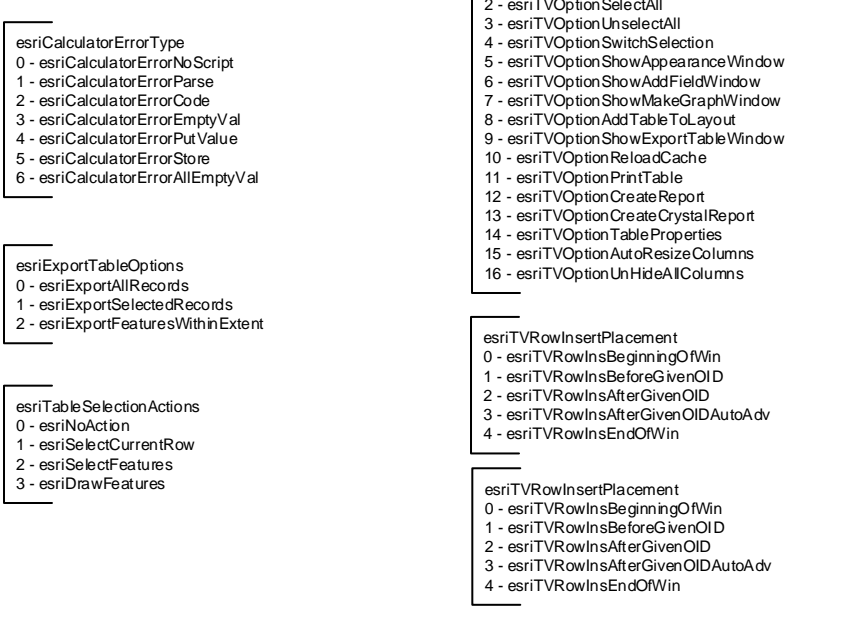 esriCalculatorErrorType
0 - esriCalculatorErrorNoScript
1 - esriCalculatorErrorParse
2 - esriCalculatorErrorCode
3 - esriCalculatorErrorEmptyVal
4 - esriCalculatorErrorPutValue
5 - esriCalculatorErrorStore
6 - esriCalculatorErrorAllEmptyVal
esriExportTableOptions
0 - esriExportAllRecords
1 - esriExportSelectedRecords
2 - esriExportFeaturesWithinExtent
esriTableSelectionActions
0 - esriNoAction
1 - esriSelectCurrentRow
2 - esriSelectFeatures
3 - esriDrawFeatures
2 - esriTVOptionSelectAll
3 - esriTVOptionUnselectAll
4 - esriTVOptionSwitchSelection
5 - esriTVOptionShowAppearanceWindow
6 - esriTVOptionShowAddFieldWindow
7 - esriTVOptionShowMakeGraphWindow
8 - esriTVOptionAddTableToLayout
9 - esriTVOptionShowExportTableWindow
10 - esriTVOptionReloadCache
11 - esriTVOptionPrintTable
12 - esriTVOptionCreateReport
13 - esriTVOptionCreateCrystalReport
14 - esriTVOptionTableProperties
15 - esriTVOptionAutoResizeColumns
16 - esriTVOptionUnHideAllColumns
esriTVRowInsertPlacement
0 - esriTVRowInsBeginningOfWin
1 - esriTVRowInsBeforeGivenOID
2 - esriTVRowInsAfterGivenOID
3 - esriTVRowInsAfterGivenOIDAutoAdv
4 - esriTVRowInsEndOfWin
esriTVRowInsertPlacement
0 - esriTVRowInsBeginningOfWin
1 - esriTVRowInsBeforeGivenOID
2 - esriTVRowInsAfterGivenOID
3 - esriTVRowInsAfterGivenOIDAutoAdv
4 - esriTVRowInsEndOfWin